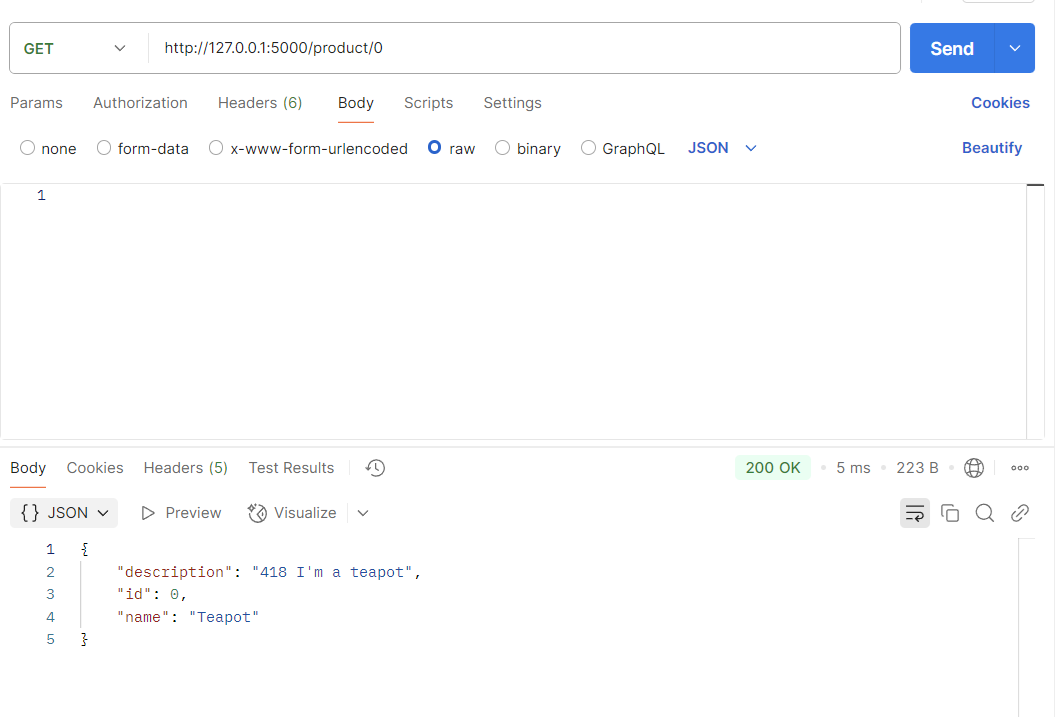 GET http://127.0.0.1:5000/product/0 Send
Params Authorization Headers (6) Body Scripts Settings Cookies
none form-data x-www-form-urlencoded raw binary GraphQL JSON Beautify
1
Body Cookies Headers (5) Test Results 200 OK 5 ms 223 B
{} JSON Preview Visualize
1 {
2 "description": "418 I'm a teapot",
3 "id": 0,
4 "name": "Teapot"
5 }